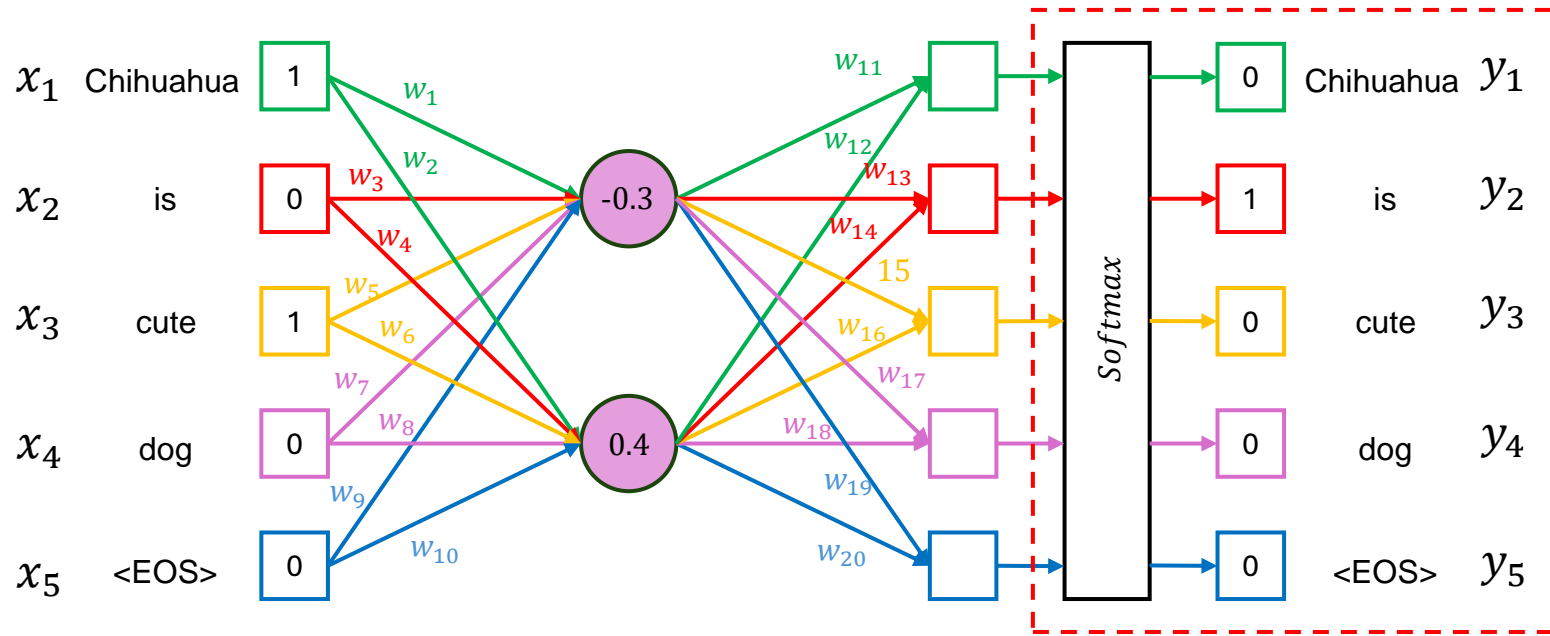 x₁ Chihuahua 1 w₁ w₁₁ 0 Chihuahua y₁
w₂ w₁₂
x₂ is 0 w₃ -0.3 w₁₃ 1 is y₂
w₄ w₁₄
w₅ 15
x₃ cute 1 w₆ w₁₆ Softmax 0 cute y₃
w₇ w₁₇
x₄ dog 0 w₈ 0.4 w₁₈ 0 dog y₄
w₉ w₁₉
x₅ <EOS> 0 w₁₀ w₂₀ 0 <EOS> y₅